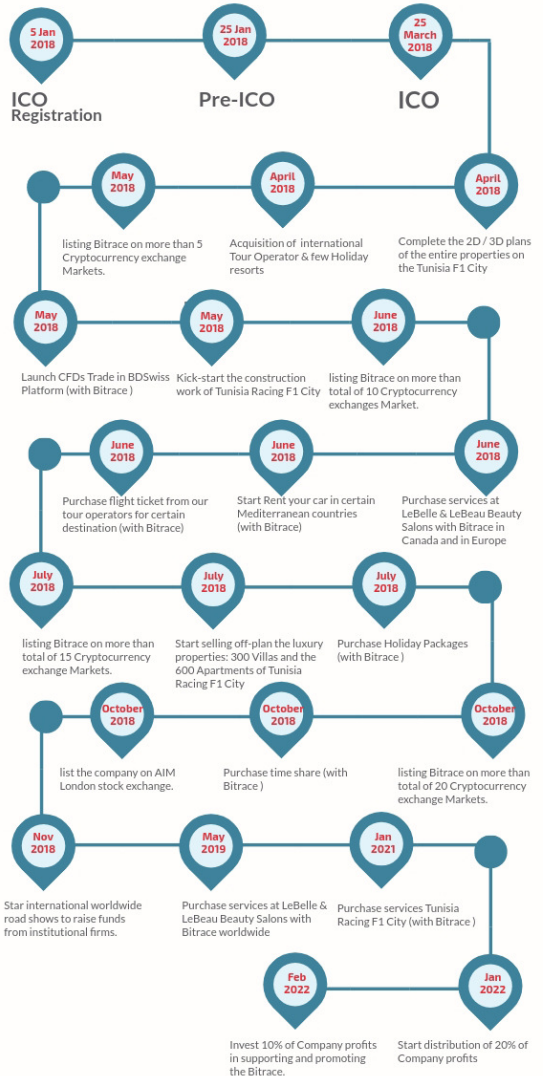 5 Jan
2018
ICO
Registration
25 Jan
2018
Pre-ICO
25
March
2018
ICO
May
2018
listing Bitrace on more than 5
Cryptocurrency exchange
Markets.
April
2018
Acquisition of international
Tour Operator & few Holiday
resorts
April
2018
Complete the 2D / 3D plans
of the entire properties on
the Tunisia F1 City
May
2018
Launch CFDs Trade in BDSwiss
Platform (with Bitrace )
May
2018
Kick-start the construction
work of Tunisia Racing F1 City
June
2018
listing Bitrace on more than
total of 10 Cryptocurrency
exchanges Market.
June
2018
Purchase flight ticket from our
tour operators for certain
destination (with Bitrace)
June
2018
Start Rent your car in certain
Mediterranean countries
(with Bitrace)
June
2018
Purchase services at
LeBelle & LeBeau Beauty
Salons with Bitrace in
Canada and in Europe
July
2018
listing Bitrace on more than
total of 15 Cryptocurrency
exchange Markets.
July
2018
Start selling off-plan the luxury
properties: 300 Villas and the
600 Apartments of Tunisia
Racing F1 City
July
2018
Purchase Holiday Packages
(with Bitrace )
October
2018
list the company on AIM
London stock exchange.
October
2018
Purchase time share (with
Bitrace )
October
2018
listing Bitrace on more than
total of 20 Cryptocurrency
exchange Markets.
Nov
2018
Star international worldwide
road shows to raise funds
from institutional firms.
May
2019
Purchase services at LeBelle &
LeBeau Beauty Salons with
Bitrace worldwide
Jan
2021
Purchase services Tunisia
Racing F1 City (with Bitrace )
Feb
2022
Invest 10% of Company profits
in supporting and promoting
the Bitrace.
Jan
2022
Start distribution of 20% of
Company profits